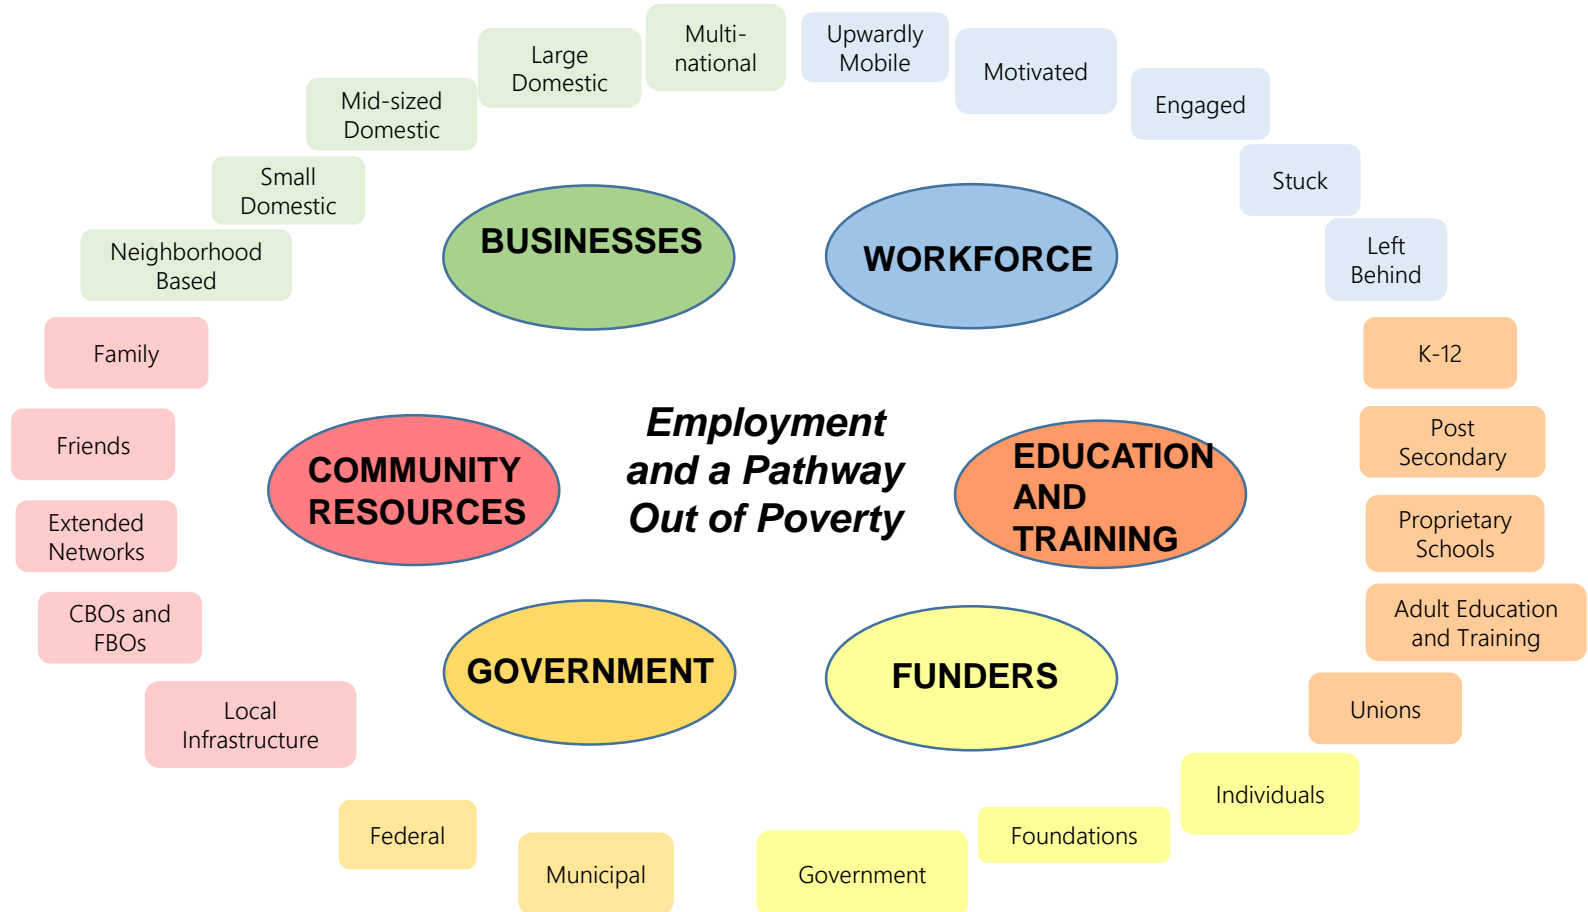 Multi-
national
Upwardly
Mobile
Large
Domestic
Motivated
Mid-sized
Domestic
Engaged
Small
Domestic
Stuck
Neighborhood
Based
BUSINESSES
WORKFORCE
Left
Behind
Family
K-12
Friends
COMMUNITY
RESOURCES
Employment
and a Pathway
Out of Poverty
EDUCATION
AND
TRAINING
Post
Secondary
Extended
Networks
Proprietary
Schools
CBOs and
FBOs
Adult Education
and Training
GOVERNMENT
FUNDERS
Local
Infrastructure
Unions
Individuals
Federal
Foundations
Municipal
Government